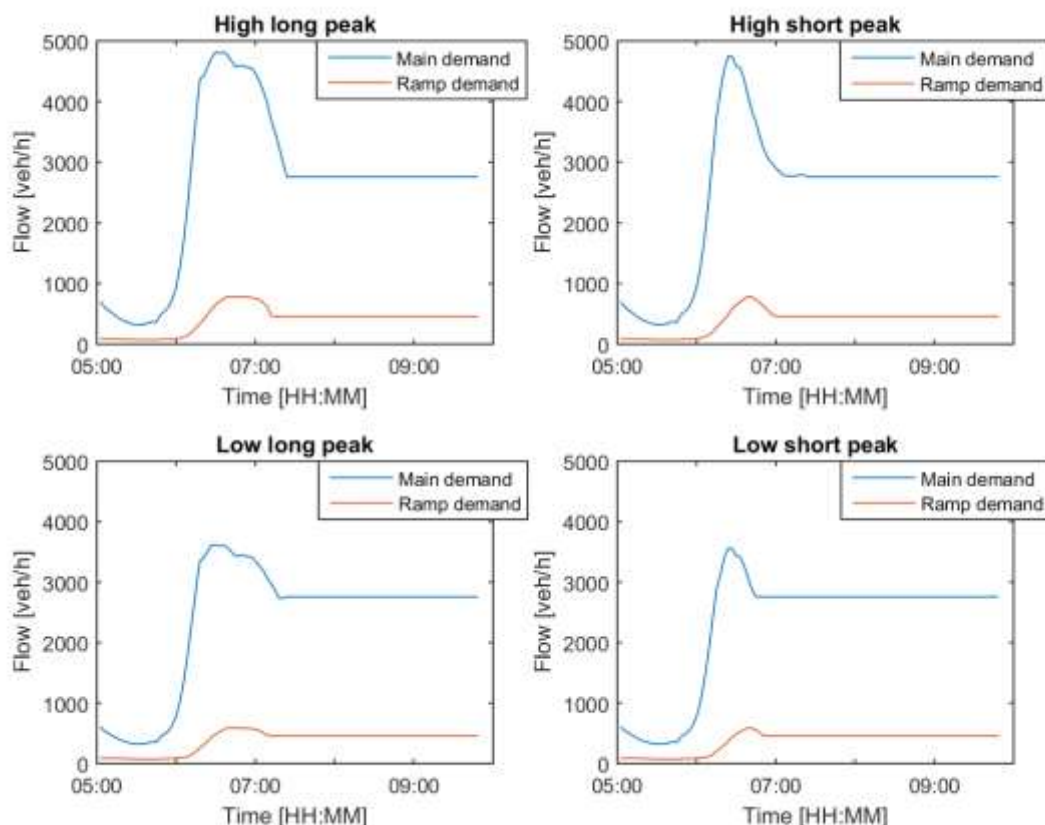 High long peak
5000
4000
3000
2000
1000
0
Flow [veh/h]
Main demand
Ramp demand
05:00
07:00
09:00
Time [HH:MM]
High short peak
5000
4000
3000
2000
1000
0
Flow [veh/h]
Main demand
Ramp demand
05:00
07:00
09:00
Time [HH:MM]
Low long peak
5000
4000
3000
2000
1000
0
Flow [veh/h]
Main demand
Ramp demand
05:00
07:00
09:00
Time [HH:MM]
Low short peak
5000
4000
3000
2000
1000
0
Flow [veh/h]
Main demand
Ramp demand
05:00
07:00
09:00
Time [HH:MM]